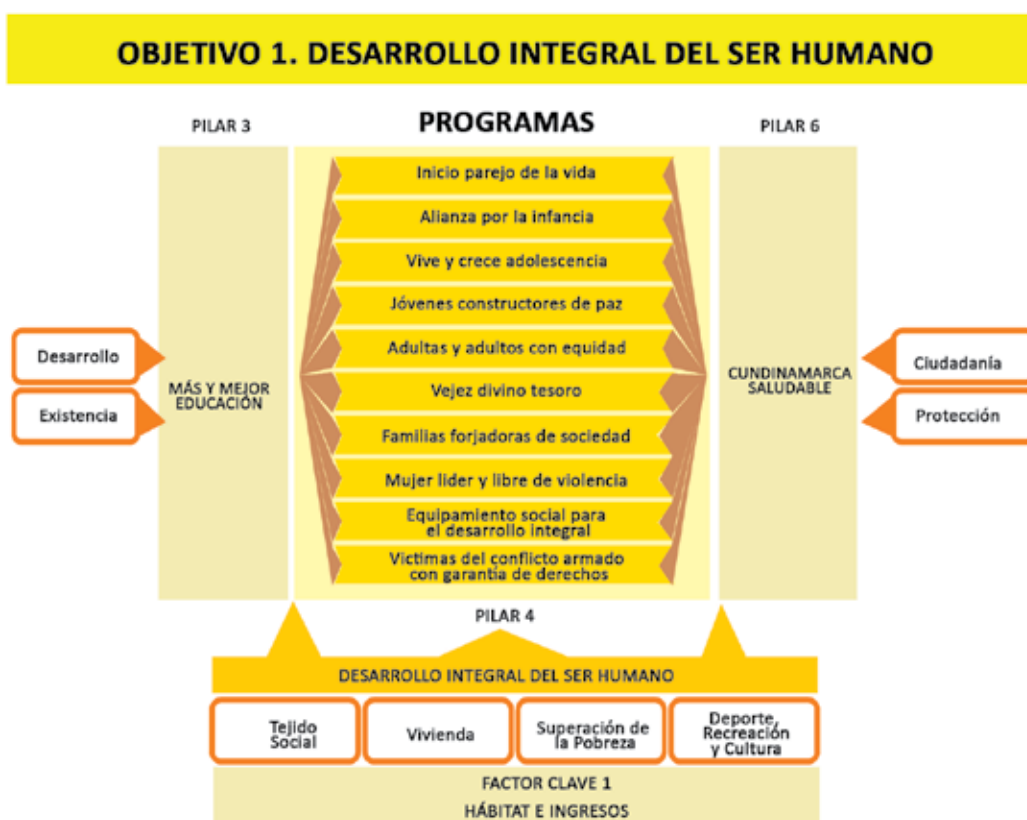 OBJETIVO 1. DESARROLLO INTEGRAL DEL SER HUMANO
PILAR 3
PROGRAMAS
PILAR 6
Inicio parejo de la vida
Alianza por la infancia
Vive y crece adolescencia
Jóvenes constructores de paz
Adultas y adultos con equidad
Vejez divino tesoro
Familias forjadoras de sociedad
Mujer lider y libre de violencia
Equipamiento social para
el desarrollo integral
Victimas del conflicto armado
con garantía de derechos
Desarrollo
Existencia
MÁS Y MEJOR
EDUCACIÓN
CUNDINAMARCA
SALUDABLE
Ciudadanía
Protección
PILAR 4
DESARROLLO INTEGRAL DEL SER HUMANO
Tejido
Social
Vivienda
Superación de
la Pobreza
Deporte,
Recreación
y Cultura
FACTOR CLAVE 1
HÁBITAT E INGRESOS